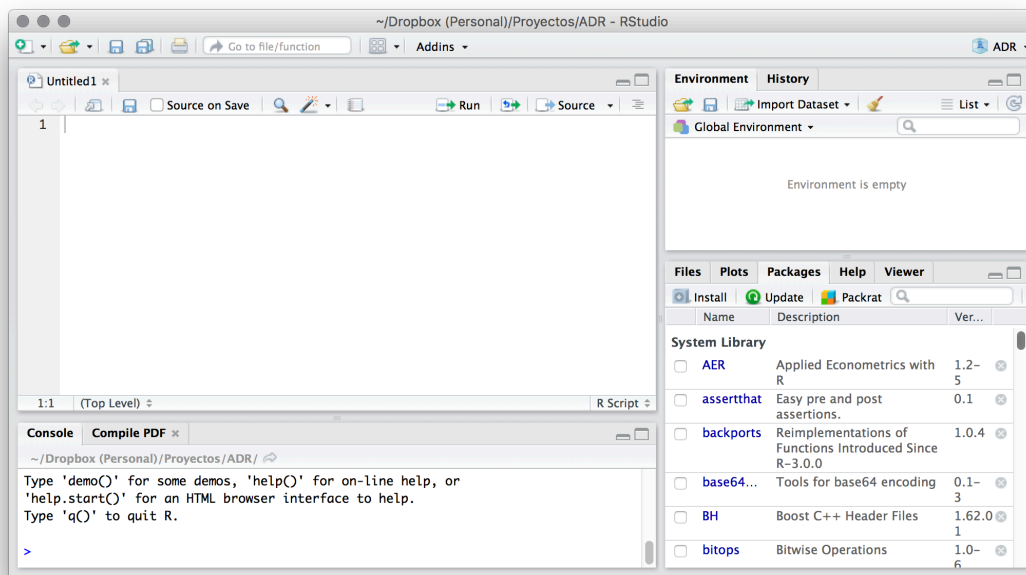 ~/Dropbox (Personal)/Proyectos/ADR - RStudio
Go to file/function
Addins
ADR
Untitled1
Source on Save
Run
Source
1
1:1
(Top Level)
R Script
Console
Compile PDF
~/Dropbox (Personal)/Proyectos/ADR/
Type 'demo()' for some demos, 'help()' for on-line help, or
'help.start()' for an HTML browser interface to help.
Type 'q()' to quit R.
>
Environment
History
Import Dataset
List
Global Environment
Environment is empty
Files
Plots
Packages
Help
Viewer
Install
Update
Packrat
Name
Description
Ver...
System Library
AER
Applied Econometrics with
R
1.2-
5
assertthat
Easy pre and post
assertions.
0.1
backports
Reimplementations of
Functions Introduced Since
R-3.0.0
1.0.4
base64...
Tools for base64 encoding
0.1-
3
BH
Boost C++ Header Files
1.62.0
1
bitops
Bitwise Operations
1.0-
6